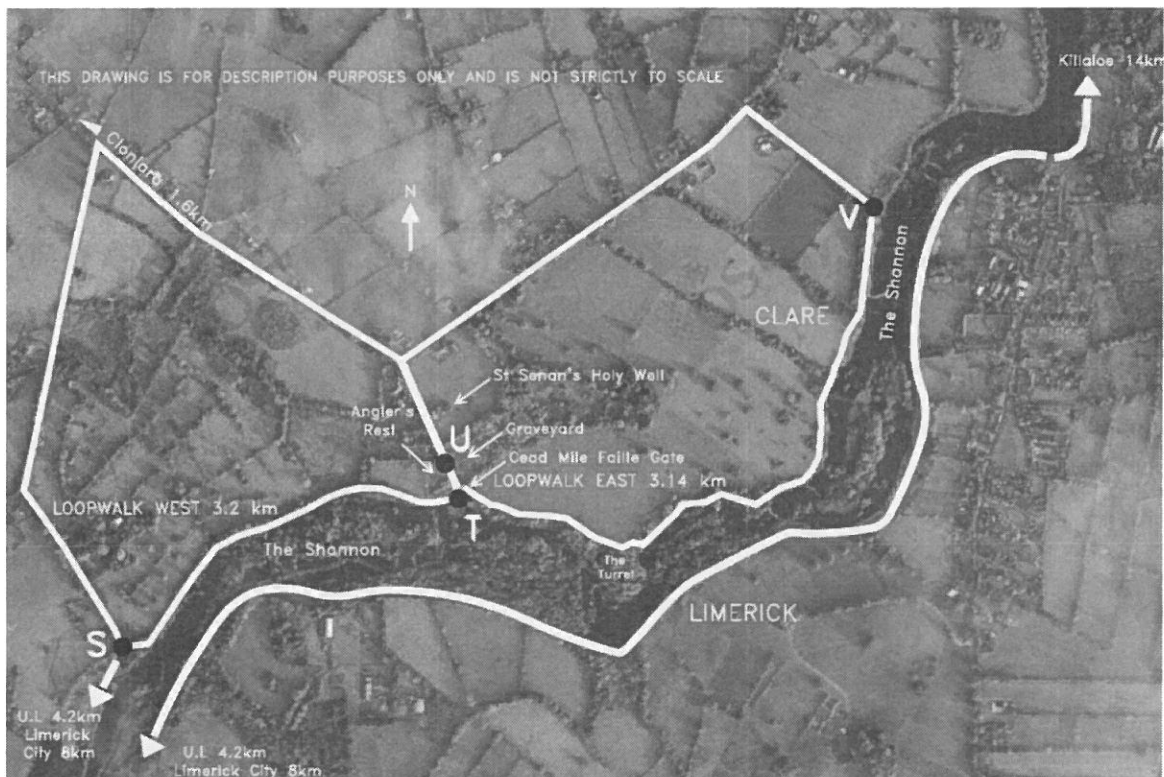 THIS DRAWING IS FOR DESCRIPTION PURPOSES ONLY AND IS NOT STRICTLY TO SCALE
Killaloe 14km
Clonlara 1.6km
N
V
The Shannon
CLARE
St Senan's Holy Well
Angler's
Rest
U
Graveyard
Cead Mile Failte Gate
LOOPWALK EAST 3.14 km
LOOPWALK WEST 3.2 km
T
The Shannon
The
Turret
LIMERICK
S
U.L 4.2km
Limerick
City 8km
U.L 4.2km
Limerick City 8km